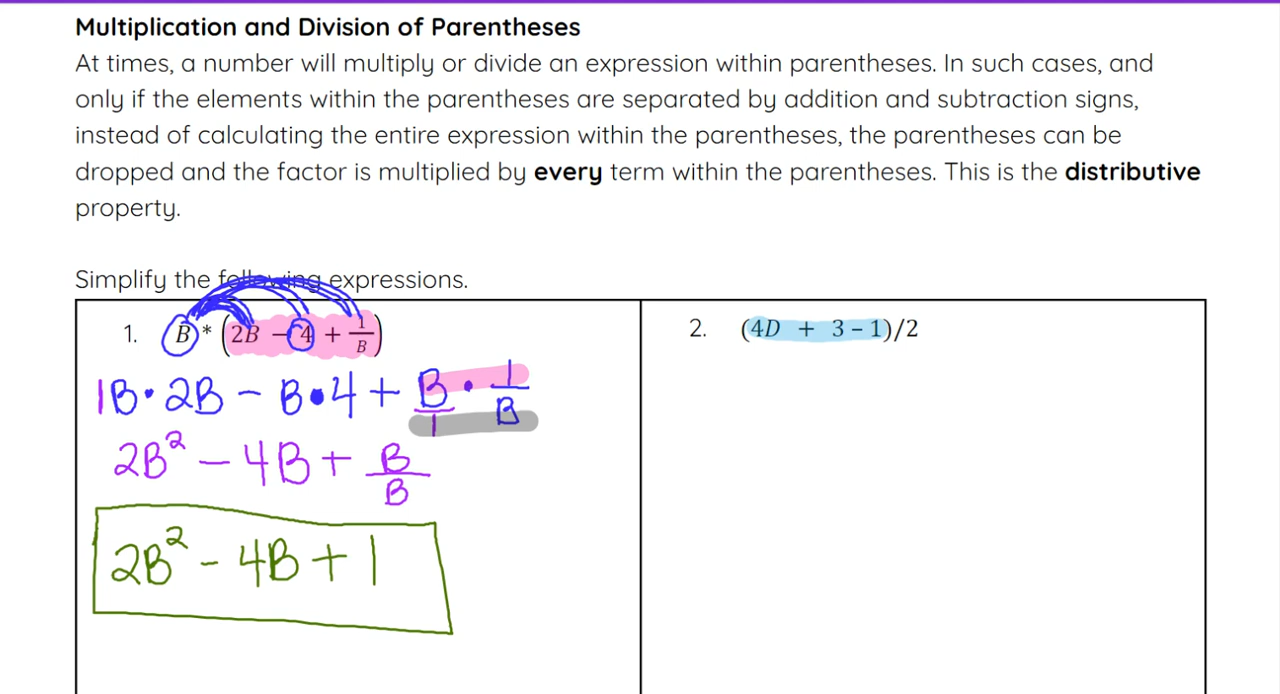 Multiplication and Division of Parentheses
At times, a number will multiply or divide an expression within parentheses. In such cases, and
only if the elements within the parentheses are separated by addition and subtraction signs,
instead of calculating the entire expression within the parentheses, the parentheses can be
dropped and the factor is multiplied by every term within the parentheses. This is the distributive
property.
Simplify the following expressions.
1. B * (2B − 4 + 1/B)
1B · 2B − B · 4 + B/1 · 1/B
2B² − 4B + B/B
2B² − 4B + 1
2. (4D + 3 − 1)/2